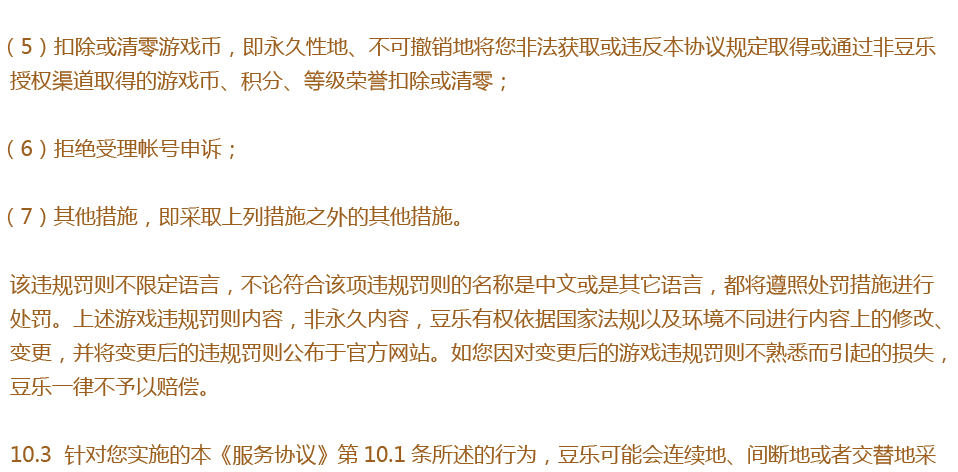 （5）扣除或清零游戏币，即永久性地、不可撤销地将您非法获取或违反本协议规定取得或通过非豆乐
授权渠道取得的游戏币、积分、等级荣誉扣除或清零；
（6）拒绝受理帐号申诉；
（7）其他措施，即采取上列措施之外的其他措施。
该违规罚则不限定语言，不论符合该项违规罚则的名称是中文或是其它语言，都将遵照处罚措施进行
处罚。上述游戏违规罚则内容，非永久内容，豆乐有权依据国家法规以及环境不同进行内容上的修改、
变更，并将变更后的违规罚则公布于官方网站。如您因对变更后的游戏违规罚则不熟悉而引起的损失，
豆乐一律不予以赔偿。
10.3 针对您实施的本《服务协议》第 10.1 条所述的行为，豆乐可能会连续地、间断地或者交替地采